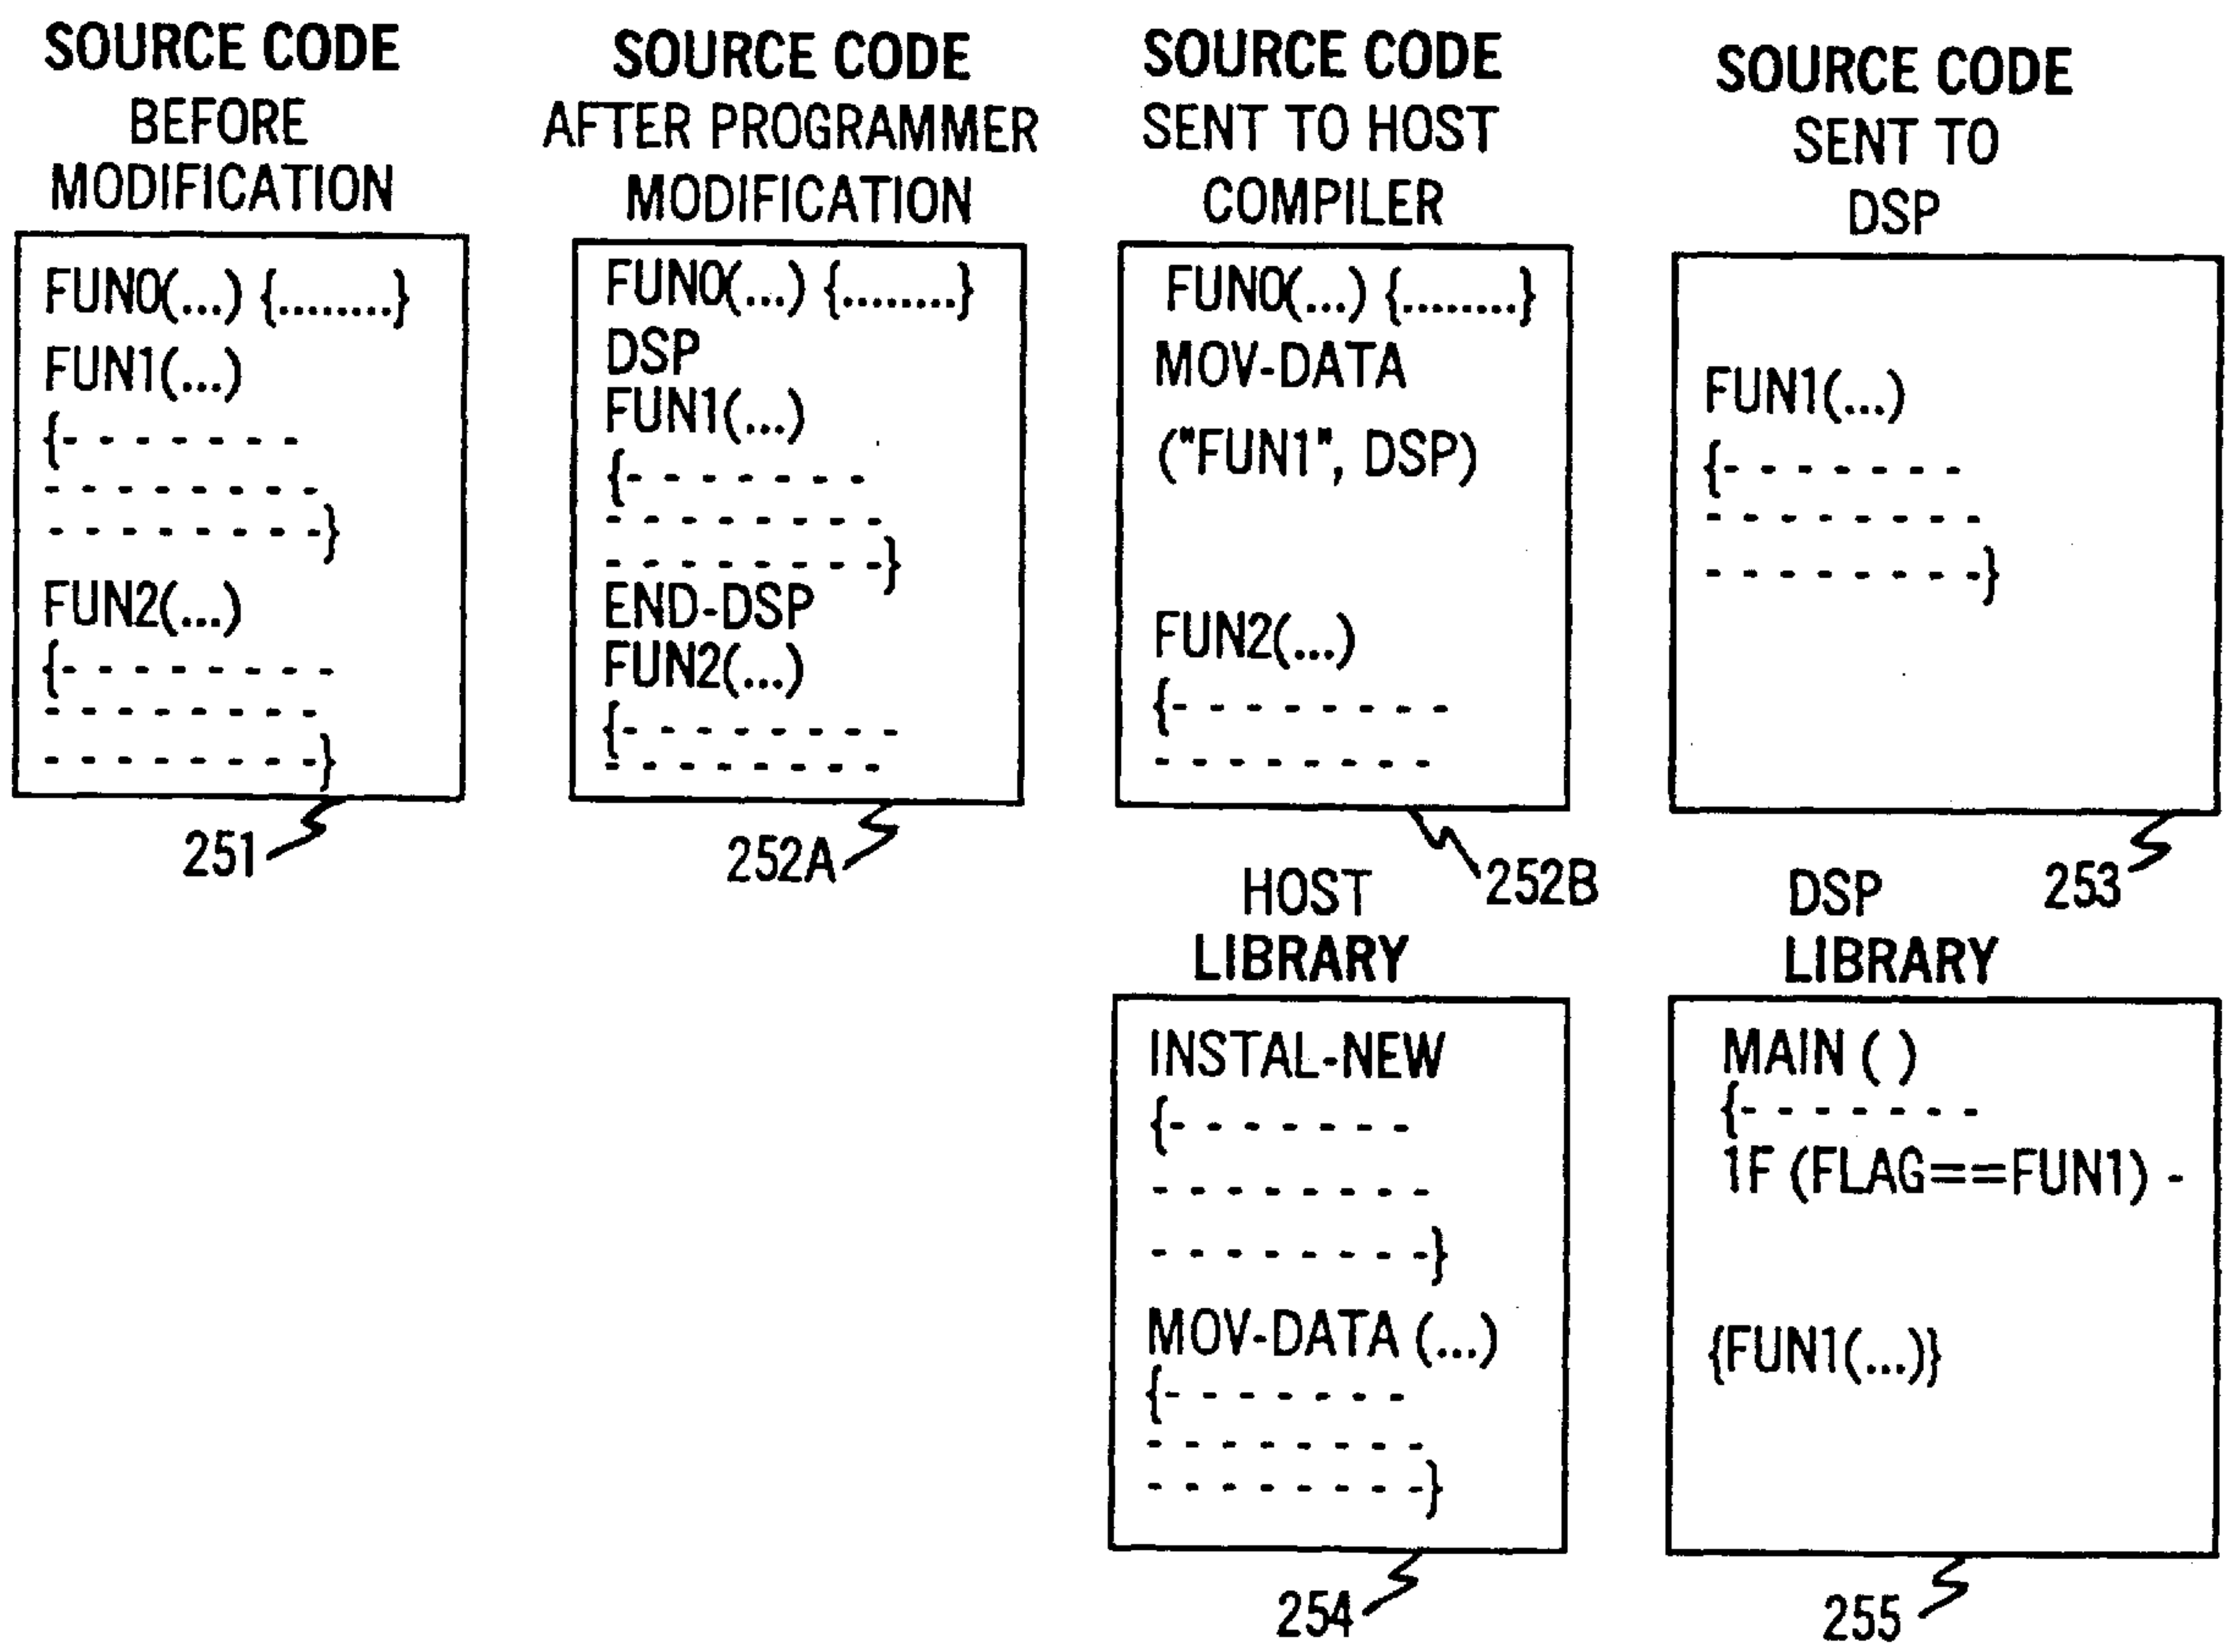 SOURCE CODE
BEFORE
MODIFICATION
FUN0(...) {........}
FUN1(...)
{- - - - - - -
- - - - - - - -
- - - - - - - -}
FUN2(...)
{- - - - - - - -
- - - - - - - -
- - - - - - - -}
251
SOURCE CODE
AFTER PROGRAMMER
MODIFICATION
FUN0(...) {........}
DSP
FUN1(...)
{- - - - - - -
- - - - - - - -
- - - - - - - -}
END-DSP
FUN2(...)
{- - - - - - - -
- - - - - - - -
252A
SOURCE CODE
SENT TO HOST
COMPILER
FUN0(...) {........}
MOV-DATA
("FUN1", DSP)
FUN2(...)
{- - - - - - - -
- - - - - - - -
252B
SOURCE CODE
SENT TO
DSP
FUN1(...)
{- - - - - - -
- - - - - - - -
- - - - - - - -}
253
HOST
LIBRARY
INSTAL-NEW
{- - - - - - -
- - - - - - - -
- - - - - - - -}
MOV-DATA (...)
{- - - - - - -
- - - - - - - -
- - - - - - - -}
254
DSP
LIBRARY
MAIN ( )
{- - - - - - -
1F (FLAG==FUN1) -
{FUN1(...)}
255